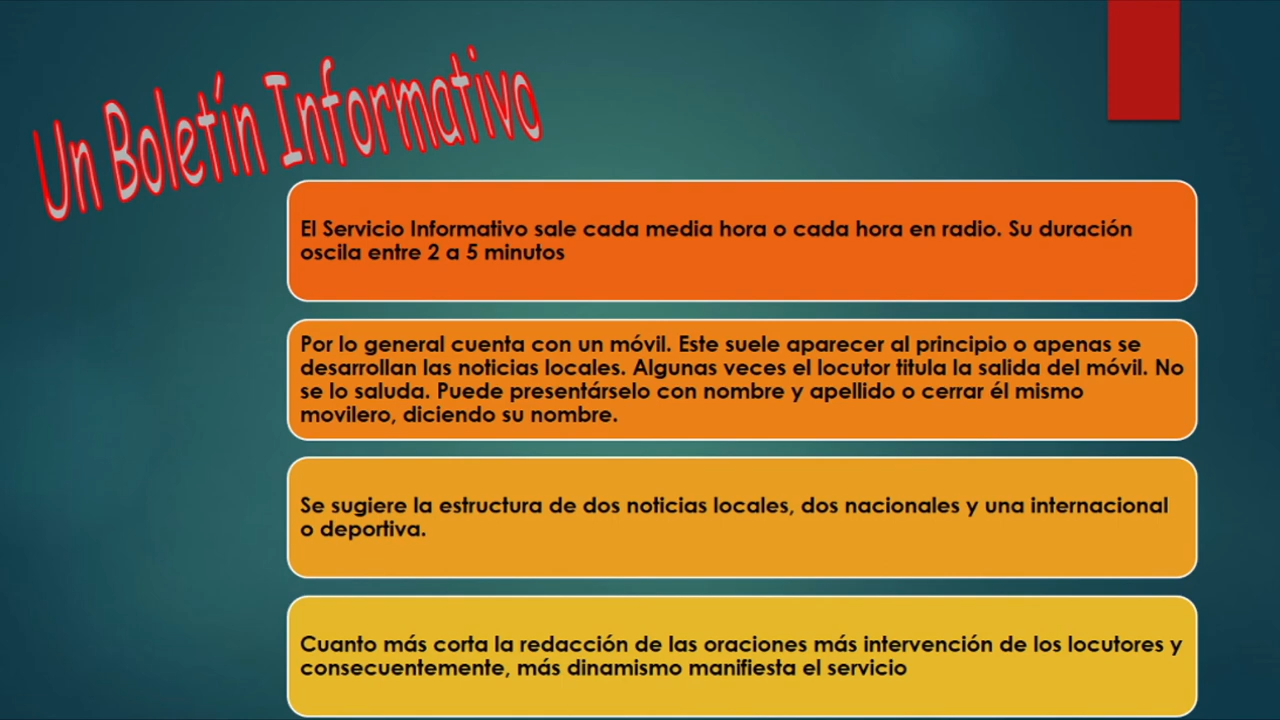 Un Boletín Informativo
El Servicio Informativo sale cada media hora o cada hora en radio. Su duración
oscila entre 2 a 5 minutos
Por lo general cuenta con un móvil. Este suele aparecer al principio o apenas se
desarrollan las noticias locales. Algunas veces el locutor titula la salida del móvil. No
se lo saluda. Puede presentárselo con nombre y apellido o cerrar él mismo
movilero, diciendo su nombre.
Se sugiere la estructura de dos noticias locales, dos nacionales y una internacional
o deportiva.
Cuanto más corta la redacción de las oraciones más intervención de los locutores y
consecuentemente, más dinamismo manifiesta el servicio